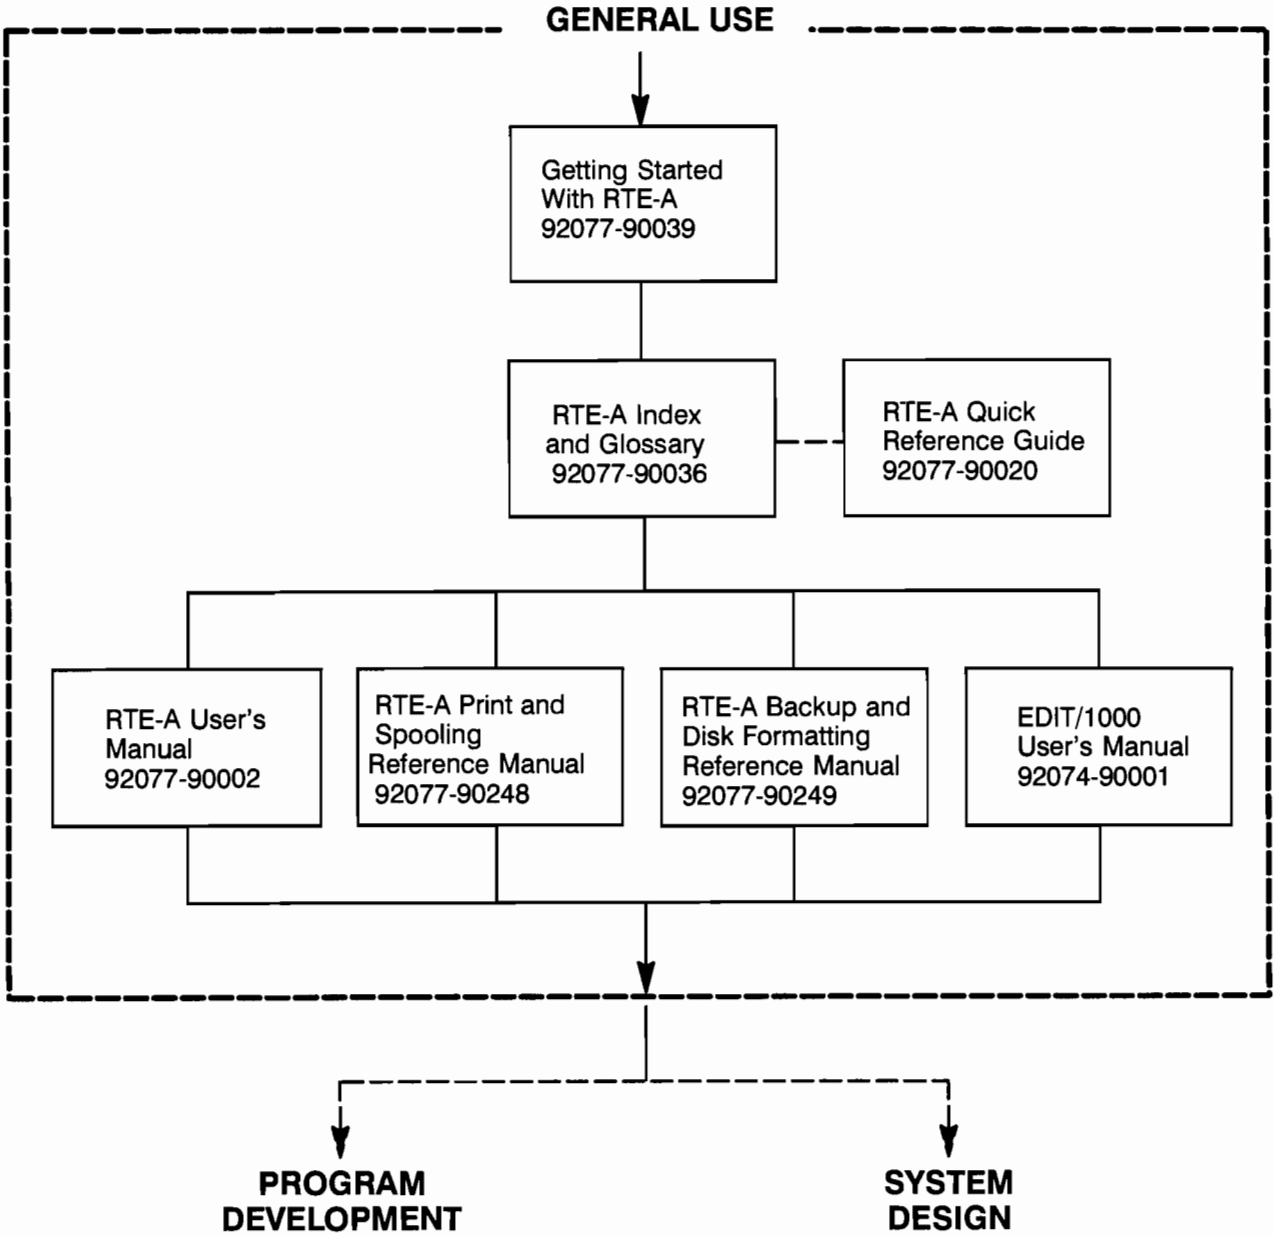 GENERAL USE
Getting Started
With RTE-A
92077-90039
RTE-A Index
and Glossary
92077-90036
RTE-A Quick
Reference Guide
92077-90020
RTE-A User's
Manual
92077-90002
RTE-A Print and
Spooling
Reference Manual
92077-90248
RTE-A Backup and
Disk Formatting
Reference Manual
92077-90249
EDIT/1000
User's Manual
92074-90001
PROGRAM
DEVELOPMENT
SYSTEM
DESIGN